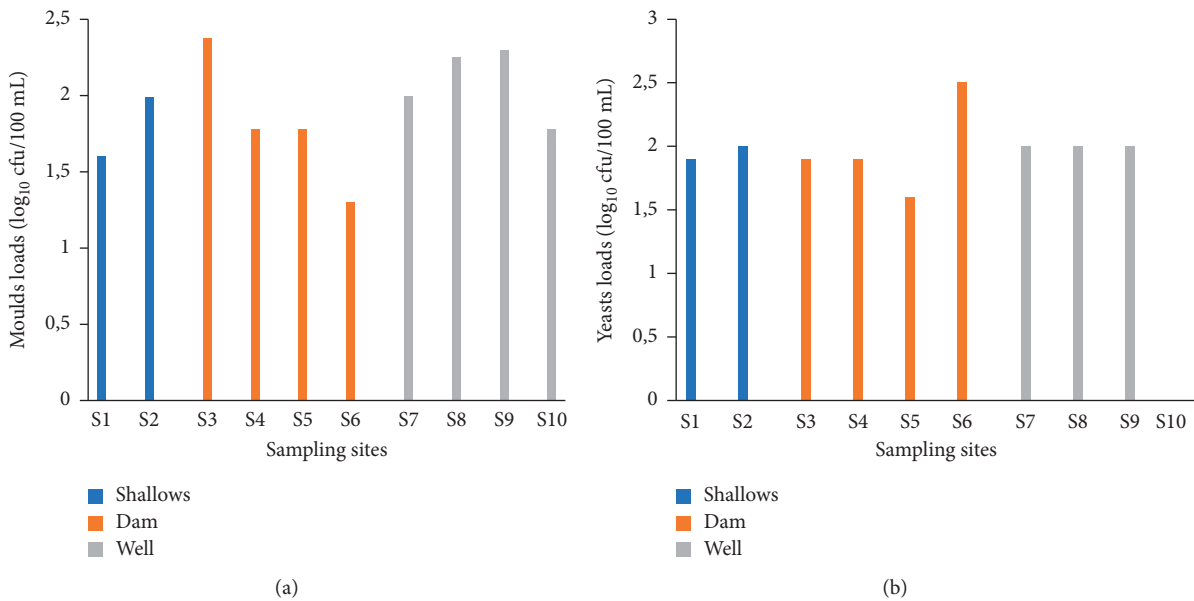 Moulds loads (log10 cfu/100 mL)
2,5
2
1,5
1
0,5
0
S1 S2 S3 S4 S5 S6 S7 S8 S9 S10
Sampling sites
Shallows
Dam
Well
(a)
Yeasts loads (log10 cfu/100 mL)
3
2,5
2
1,5
1
0,5
0
S1 S2 S3 S4 S5 S6 S7 S8 S9 S10
Sampling sites
Shallows
Dam
Well
(b)